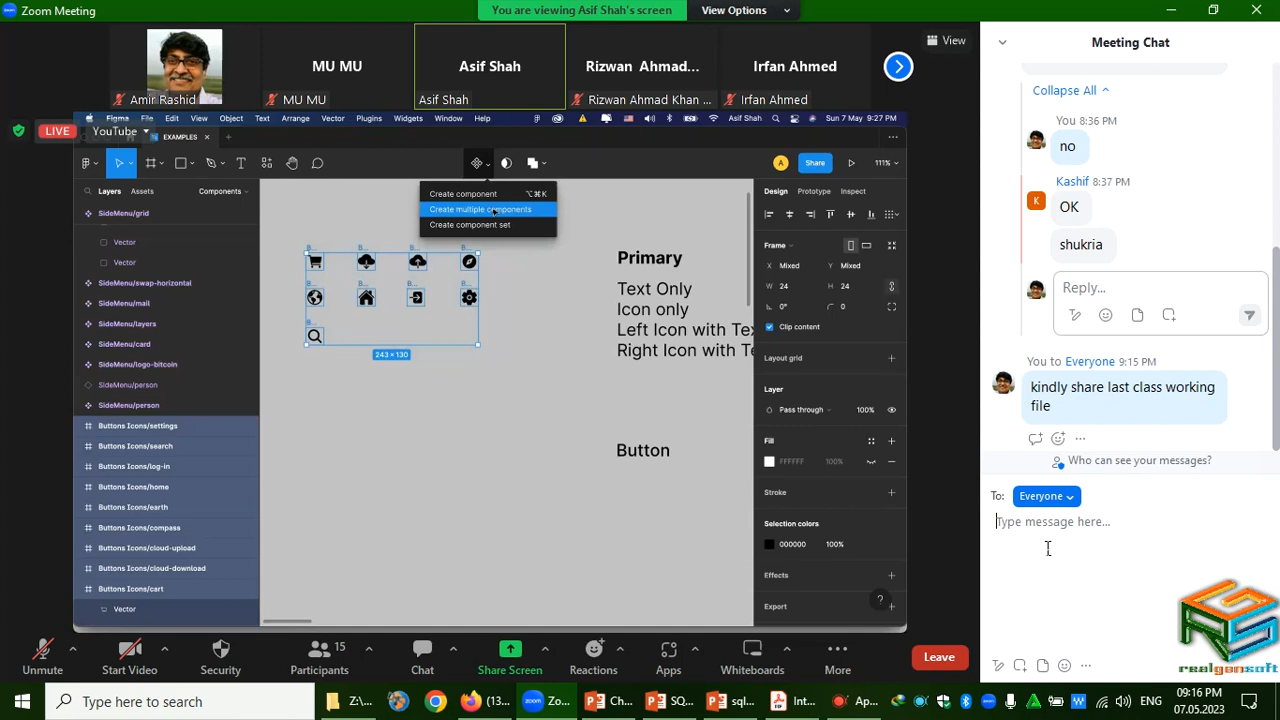 Zoom Meeting
You are viewing Asif Shah's screen
View Options
MU MU
Asif Shah
Rizwan Ahmad...
Irfan Ahmed
View
Amir Rashid
MU MU
Asif Shah
Rizwan Ahmad Khan ...
Irfan Ahmed
LIVE
YouTube
Figma File Edit View Object Text Arrange Vector Plugins Widgets Window Help
Asif Shah
Sun 7 May 9:27 PM
EXAMPLES
A
Share
111%
Layers
Assets
Components
SideMenu/grid
Vector
Vector
SideMenu/swap-horizontal
SideMenu/mail
SideMenu/layers
SideMenu/card
SideMenu/logo-bitcoin
SideMenu/person
SideMenu/person
Buttons Icons/settings
Buttons Icons/search
Buttons Icons/log-in
Buttons Icons/home
Buttons Icons/earth
Buttons Icons/compass
Buttons Icons/cloud-upload
Buttons Icons/cloud-download
Buttons Icons/cart
Vector
Create component ⌥⌘K
Create multiple components
Create component set
B... B... B... B...
B... B... B... B...
B...
243 × 130
Primary
Text Only
Icon only
Left Icon with Tex
Right Icon with Te
Button
Design Prototype Inspect
Frame
X Mixed Y Mixed
W 24 H 24
0° 0
Clip content
Layout grid
Layer
Pass through 100%
Fill
FFFFFF 100%
Stroke
Selection colors
000000 100%
Effects
Export
?
Unmute
Start Video
Security
15
Participants
Chat
Share Screen
Reactions
Apps
Whiteboards
More
Leave
Meeting Chat
Collapse All
You 8:36 PM
no
Kashif 8:37 PM
K
OK
shukria
Reply...
You to Everyone 9:15 PM
kindly share last class working
file
Who can see your messages?
To: Everyone
Type message here...
realgensoft
Type here to search
Z:\...
(13...
Zo...
Ch...
SQ...
sql...
Int...
Ap...
ENG
09:16 PM
07.05.2023